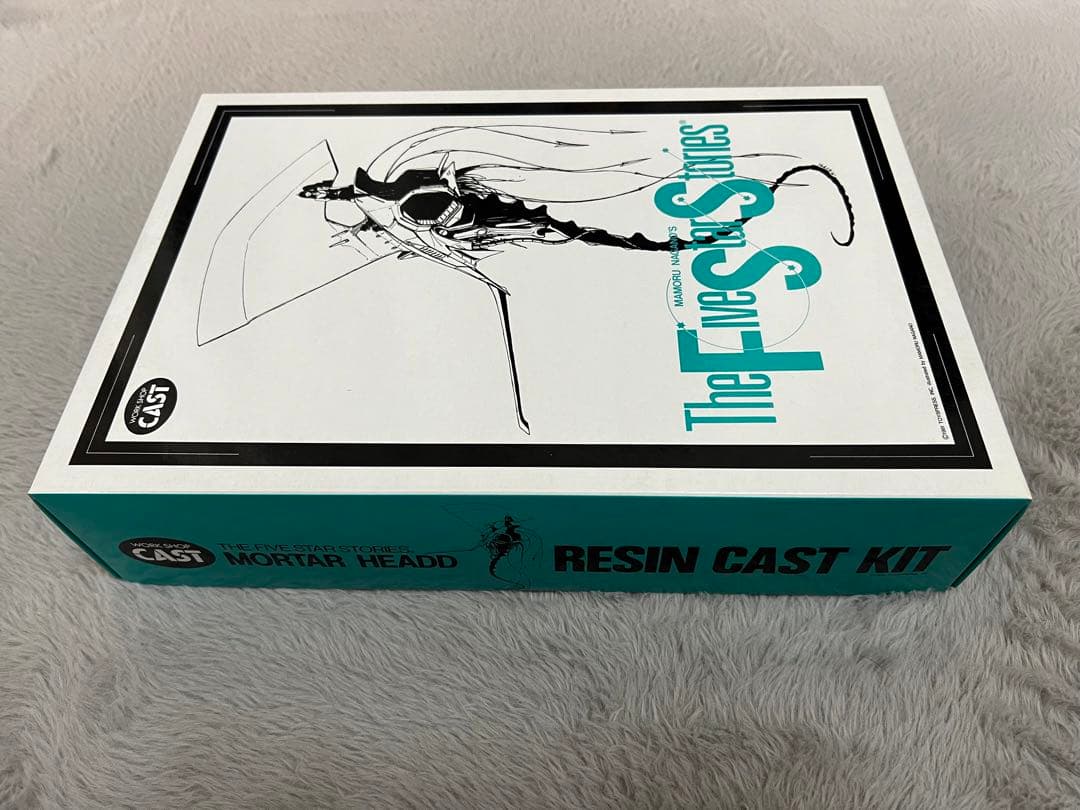 MAMORU NAGANO'S
The Five Star Stories®
WORK SHOP
CAST
WORK SHOP
CAST
THE FIVE STAR STORIES
MORTAR HEADD
RESIN CAST KIT